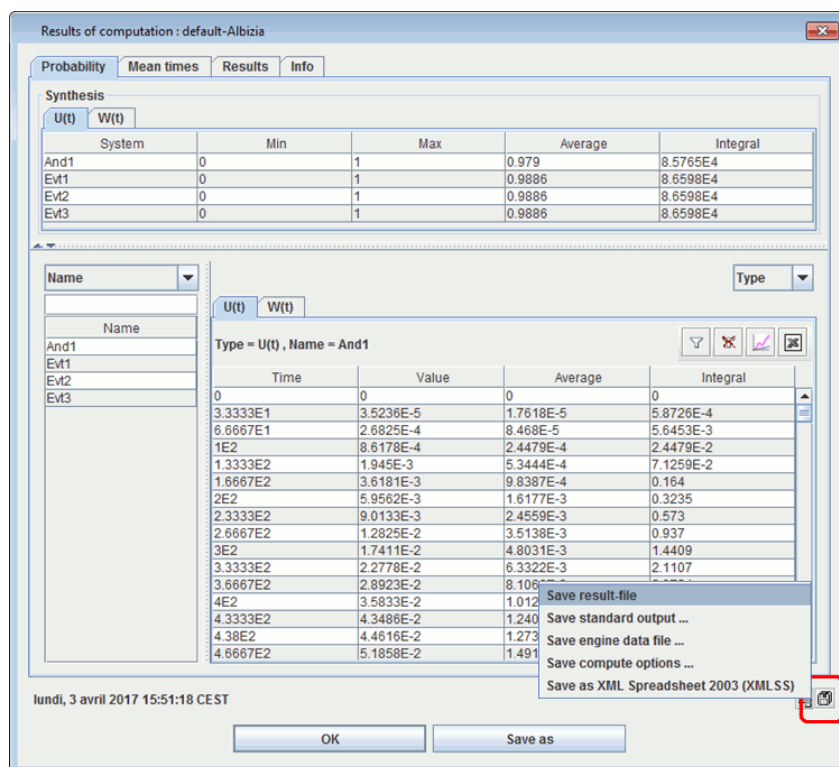 Results of computation : default-Albizia
Probability Mean times Results Info
Synthesis
U(t) W(t)
System Min Max Average Integral
And1 0 1 0.979 8.5765E4
Evt1 0 1 0.9886 8.6598E4
Evt2 0 1 0.9886 8.6598E4
Evt3 0 1 0.9886 8.6598E4
Name Type
U(t) W(t)
Name
And1
Evt1
Evt2
Evt3
Type = U(t) , Name = And1
Time Value Average Integral
0 0 0 0
3.3333E1 3.5236E-5 1.7618E-5 5.8726E-4
6.6667E1 2.6825E-4 8.468E-5 5.6453E-3
1E2 8.6178E-4 2.4479E-4 2.4479E-2
1.3333E2 1.945E-3 5.3444E-4 7.1259E-2
1.6667E2 3.6181E-3 9.8387E-4 0.164
2E2 5.9562E-3 1.6177E-3 0.3235
2.3333E2 9.0133E-3 2.4559E-3 0.573
2.6667E2 1.2825E-2 3.5138E-3 0.937
3E2 1.7411E-2 4.8031E-3 1.4409
3.3333E2 2.2778E-2 6.3322E-3 2.1107
3.6667E2 2.8923E-2
4E2 3.5833E-2 1.012
4.3333E2 4.3486E-2 1.240
4.38E2 4.4616E-2 1.273
4.6667E2 5.1858E-2 1.491
Save result-file
Save standard output ...
Save engine data file ...
Save compute options ...
Save as XML Spreadsheet 2003 (XMLSS)
lundi, 3 avril 2017 15:51:18 CEST
OK Save as